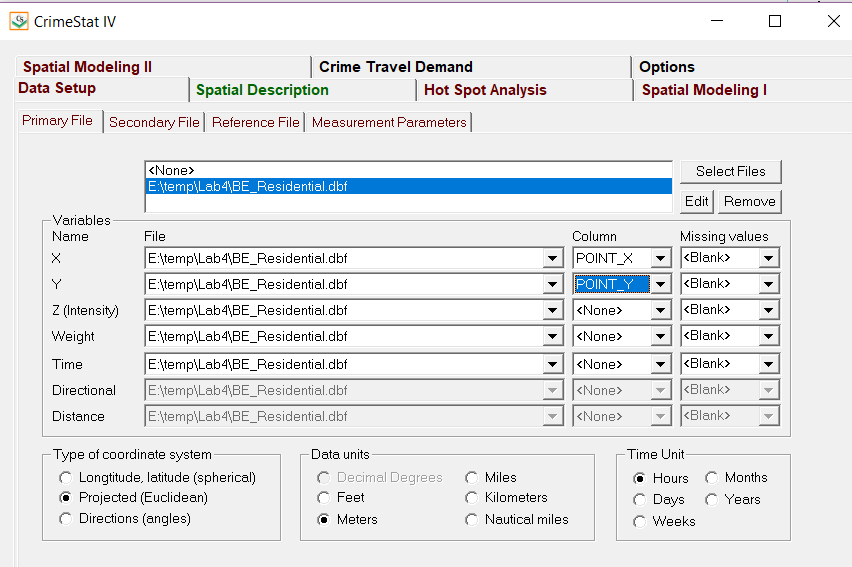 CrimeStat IV
Spatial Modeling II Crime Travel Demand Options
Data Setup Spatial Description Hot Spot Analysis Spatial Modeling I
Primary File Secondary File Reference File Measurement Parameters
<None>
E:\temp\Lab4\BE_Residential.dbf
Select Files
Edit Remove
Variables
Name File Column Missing values
X E:\temp\Lab4\BE_Residential.dbf POINT_X <Blank>
Y E:\temp\Lab4\BE_Residential.dbf POINT_Y <Blank>
Z (Intensity) E:\temp\Lab4\BE_Residential.dbf <None> <Blank>
Weight E:\temp\Lab4\BE_Residential.dbf <None> <Blank>
Time E:\temp\Lab4\BE_Residential.dbf <None> <Blank>
Directional E:\temp\Lab4\BE_Residential.dbf <None> <Blank>
Distance E:\temp\Lab4\BE_Residential.dbf <None> <Blank>
Type of coordinate system
Longtitude, latitude (spherical)
Projected (Euclidean)
Directions (angles)
Data units
Decimal Degrees Miles
Feet Kilometers
Meters Nautical miles
Time Unit
Hours Months
Days Years
Weeks